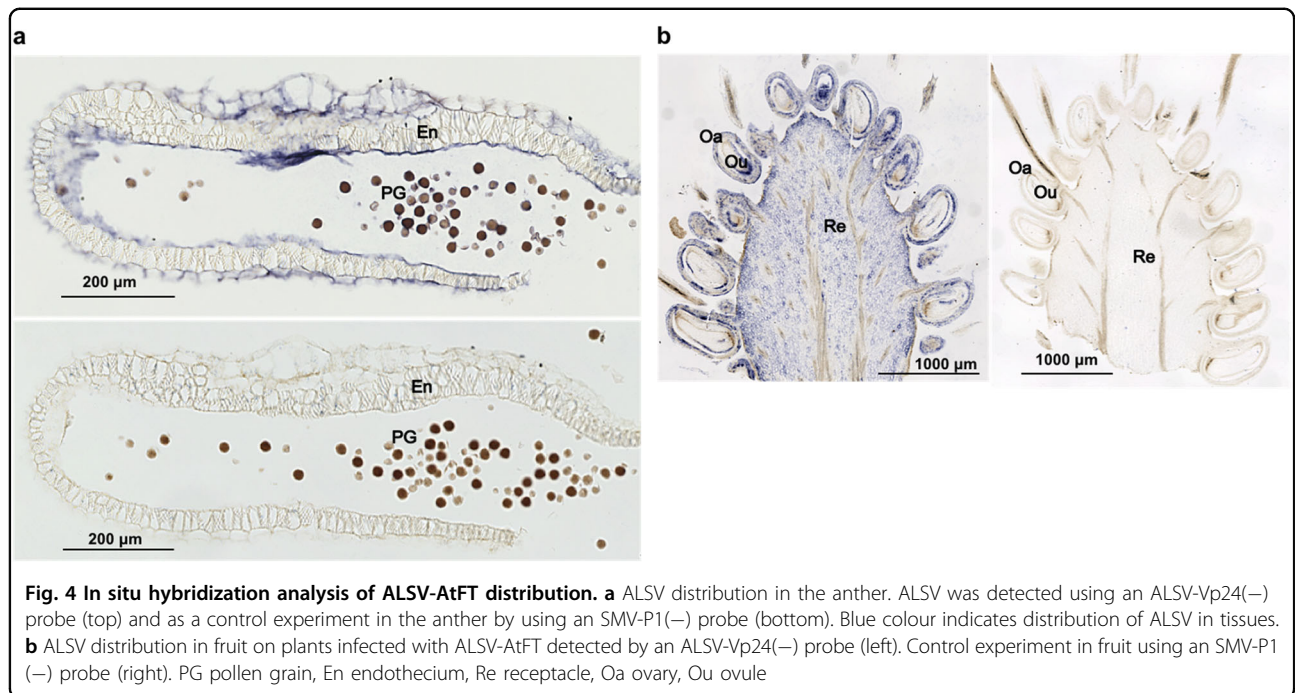 a
b
En
PG
200 µm
Oa
Ou
Re
1000 µm
Oa
Ou
Re
1000 µm
En
PG
200 µm
Fig. 4 In situ hybridization analysis of ALSV-AtFT distribution. a ALSV distribution in the anther. ALSV was detected using an ALSV-Vp24(−)
probe (top) and as a control experiment in the anther by using an SMV-P1(−) probe (bottom). Blue colour indicates distribution of ALSV in tissues.
b ALSV distribution in fruit on plants infected with ALSV-AtFT detected by an ALSV-Vp24(−) probe (left). Control experiment in fruit using an SMV-P1
(−) probe (right). PG pollen grain, En endothecium, Re receptacle, Oa ovary, Ou ovule